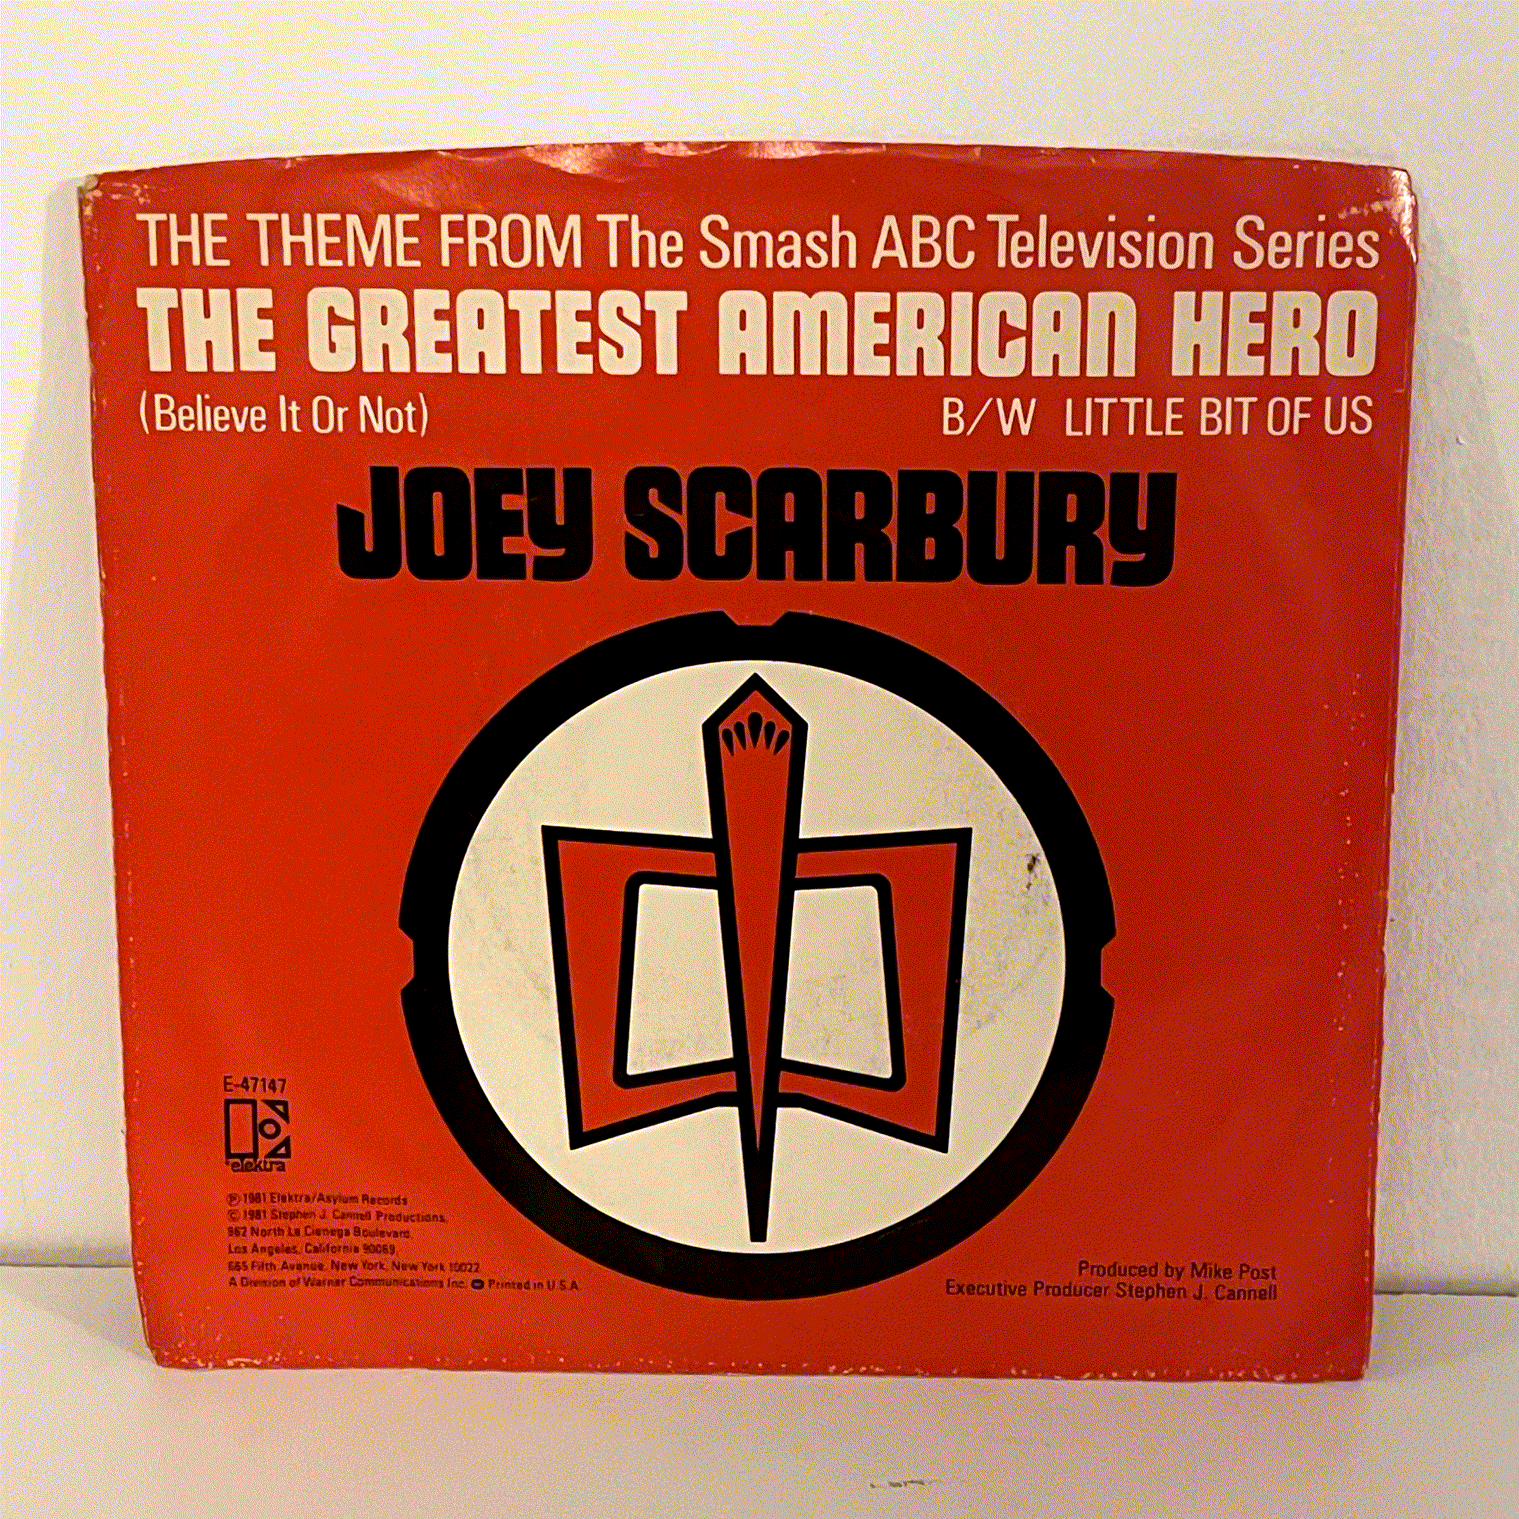 THE THEME FROM The Smash ABC Television Series
THE GREATEST AMERICAN HERO
(Believe It Or Not) B/W LITTLE BIT OF US
JOEY SCARBURY
E-47147
elektra
℗ 1981 Elektra/Asylum Records
© 1981 Stephen J. Cannell Productions.
962 North La Cienega Boulevard,
Los Angeles, California 90069,
665 Fifth Avenue, New York, New York 10022
A Division of Warner Communications Inc. Printed in U.S.A.
Produced by Mike Post
Executive Producer Stephen J. Cannell